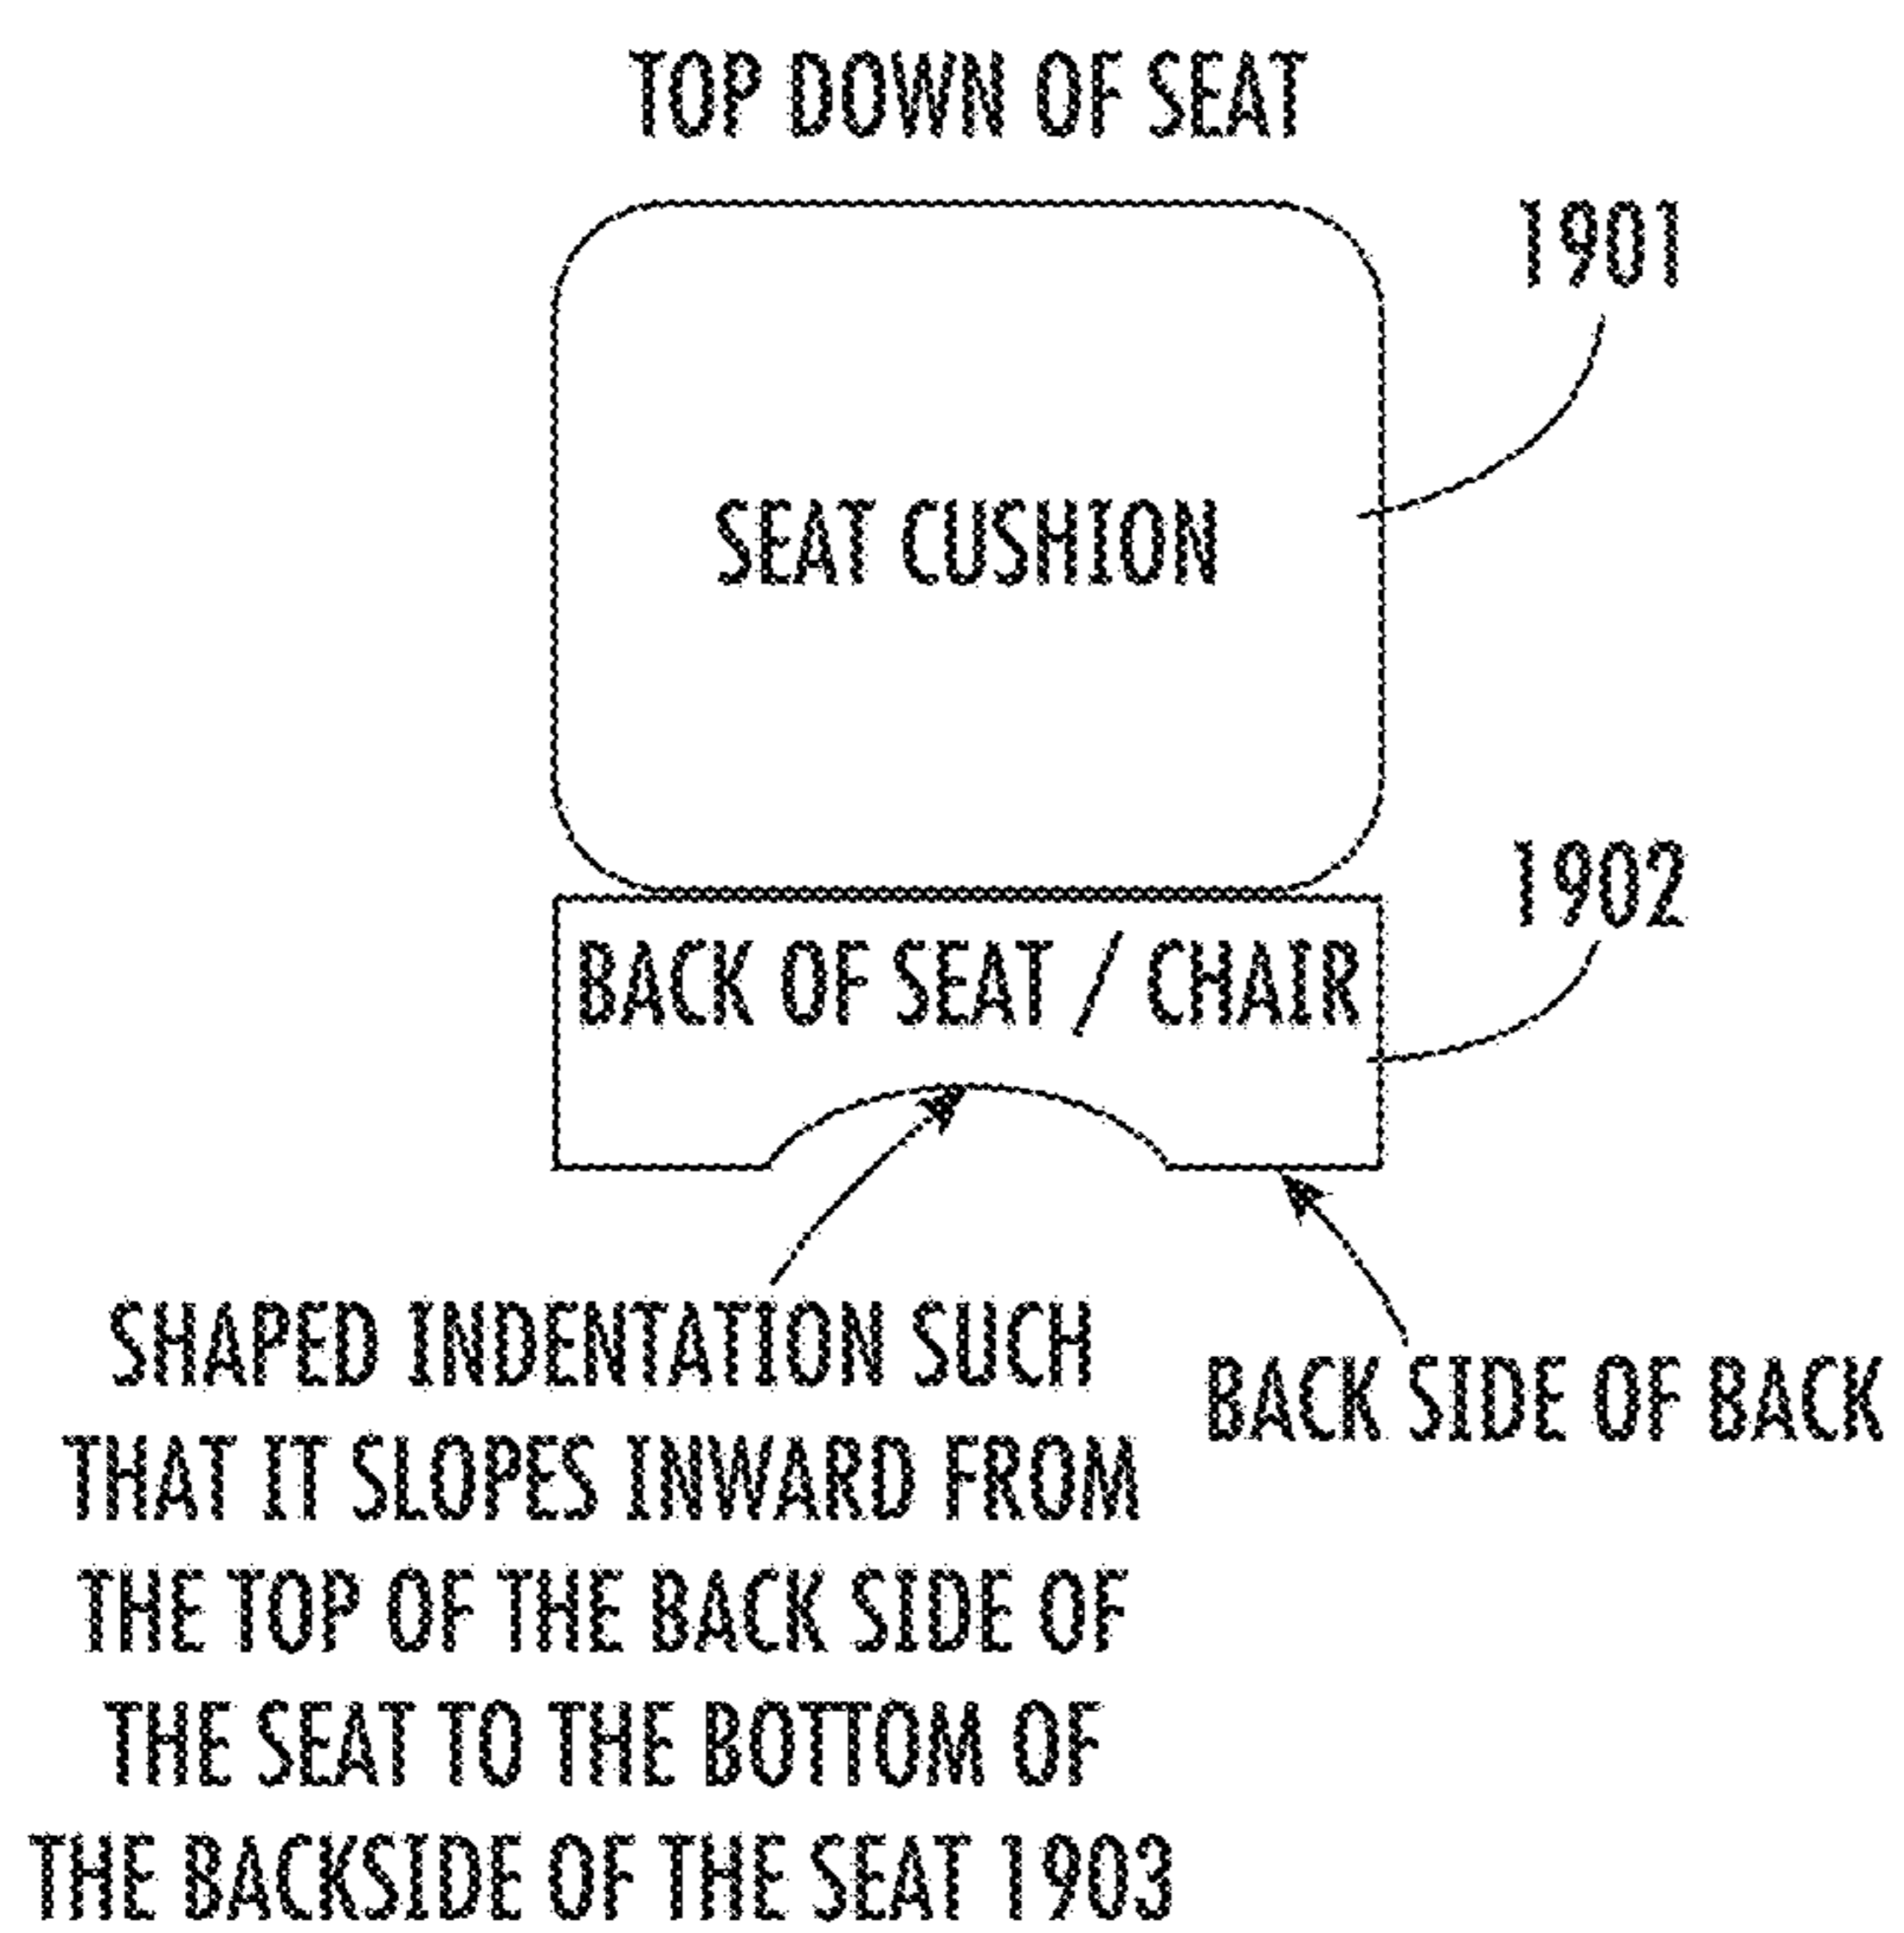 TOP DOWN OF SEAT
1901
SEAT CUSHION
1902
BACK OF SEAT / CHAIR
SHAPED INDENTATION SUCH
THAT IT SLOPES INWARD FROM
THE TOP OF THE BACK SIDE OF
THE SEAT TO THE BOTTOM OF
THE BACKSIDE OF THE SEAT 1903
BACK SIDE OF BACK